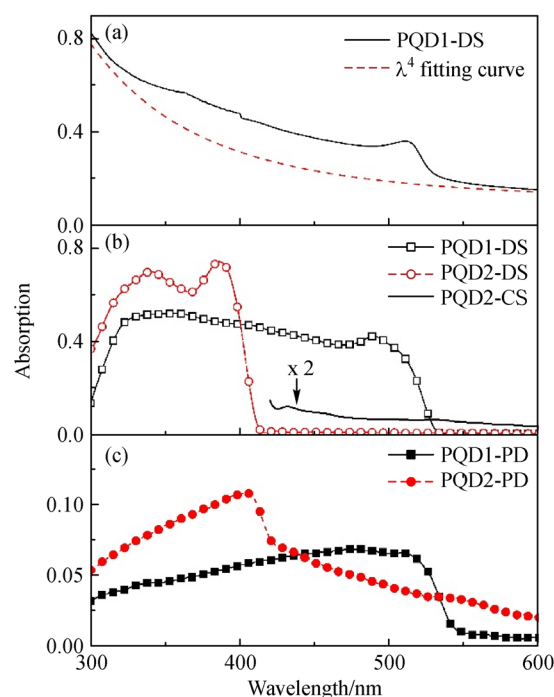 (a)
PQD1-DS
λ⁴ fitting curve
0.8
0.4
0.0
(b)
PQD1-DS
PQD2-DS
PQD2-CS
0.8
0.4
0.0
x 2
Absorption
(c)
PQD1-PD
PQD2-PD
0.10
0.05
0.00
300
400
500
600
Wavelength/nm